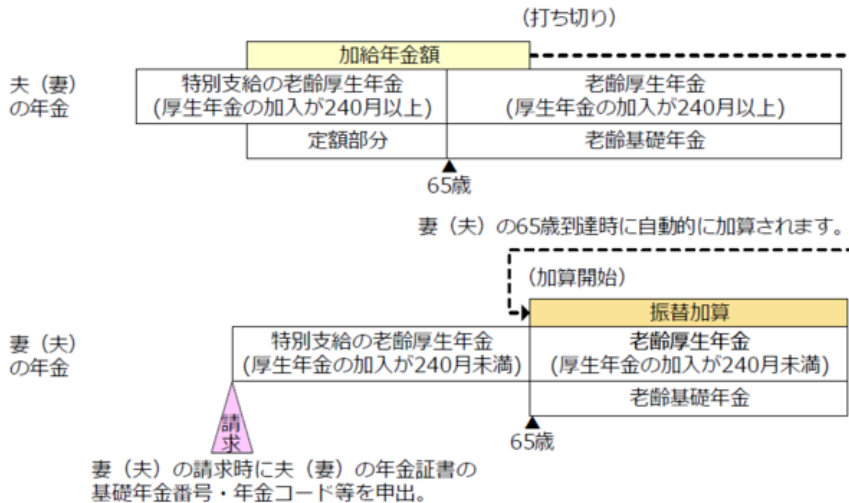 (打ち切り)
加給年金額
夫（妻）
の年金
特別支給の老齢厚生年金
(厚生年金の加入が240月以上)
老齢厚生年金
(厚生年金の加入が240月以上)
定額部分
老齢基礎年金
▲
65歳
妻（夫）の65歳到達時に自動的に加算されます。
(加算開始)
振替加算
妻（夫）
の年金
特別支給の老齢厚生年金
(厚生年金の加入が240月未満)
老齢厚生年金
(厚生年金の加入が240月未満)
老齢基礎年金
▲
65歳
請
求
妻（夫）の請求時に夫（妻）の年金証書の
基礎年金番号・年金コード等を申出。